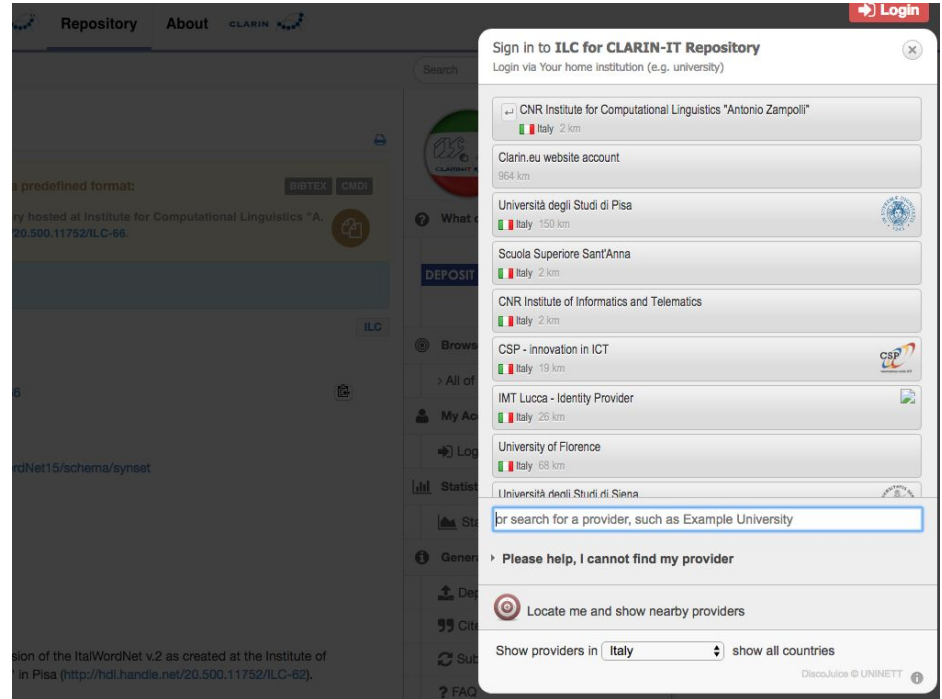 Repository About CLARIN
Login
Search
predefined format:
BIBTEX CMDI
ry hosted at Institute for Computational Linguistics "A.
/20.500.11752/ILC-66.
What
DEPOSIT
ILC
Brows
> All of
6
My Ac
Log
rdNet15/schema/synset
Statist
Sta
Genera
Dep
Cite
sion of the ItalWordNet v.2 as created at the Institute of
" in Pisa (http://hdl.handle.net/20.500.11752/ILC-62).
Sub
FAQ
Sign in to ILC for CLARIN-IT Repository
Login via Your home institution (e.g. university)
CNR Institute for Computational Linguistics "Antonio Zampolli"
Italy 2 km
Clarin.eu website account
964 km
Università degli Studi di Pisa
Italy 150 km
Scuola Superiore Sant'Anna
Italy 2 km
CNR Institute of Informatics and Telematics
Italy 2 km
CSP - innovation in ICT
Italy 19 km
CSP
IMT Lucca - Identity Provider
Italy 26 km
University of Florence
Italy 68 km
Università degli Studi di Siena
or search for a provider, such as Example University
Please help, I cannot find my provider
Locate me and show nearby providers
Show providers in Italy show all countries
DiscoJuice © UNINETT